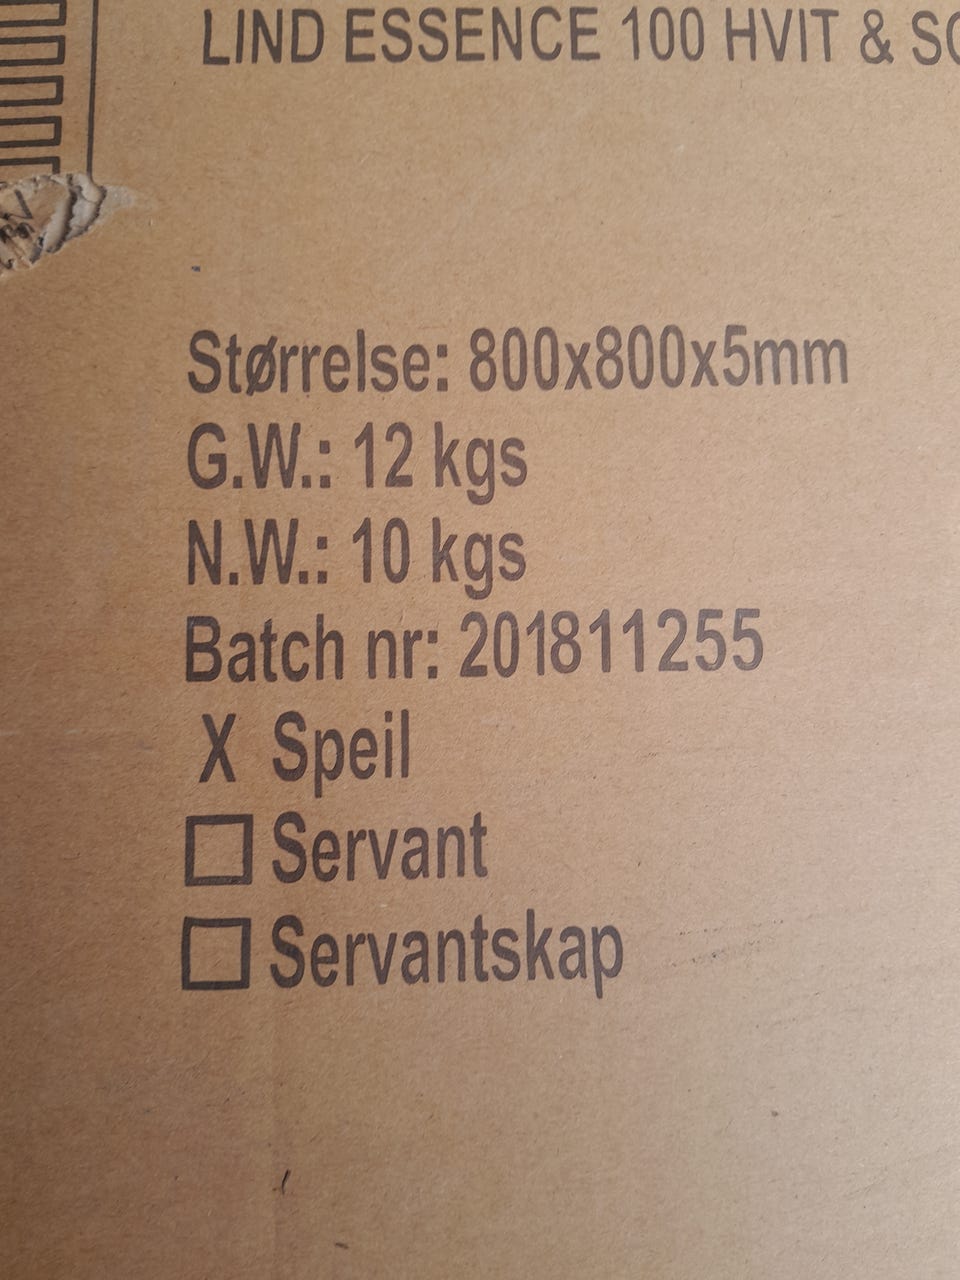 LIND ESSENCE 100 HVIT &
Størrelse: 800x800x5mm
G.W.: 12 kgs
N.W.: 10 kgs
Batch nr: 201811255
X Speil
☐ Servant
☐ Servantskap